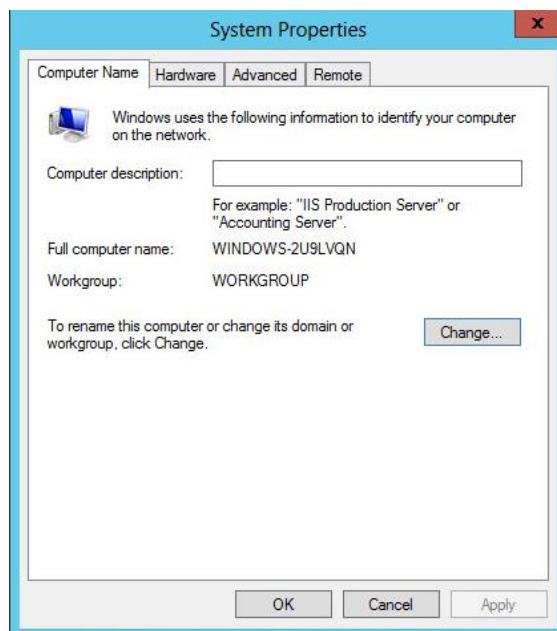 System Properties
x
Computer Name Hardware Advanced Remote
Windows uses the following information to identify your computer
on the network.
Computer description:
For example: "IIS Production Server" or
"Accounting Server".
Full computer name: WINDOWS-2U9LVQN
Workgroup: WORKGROUP
To rename this computer or change its domain or
workgroup, click Change.
Change...
OK Cancel Apply